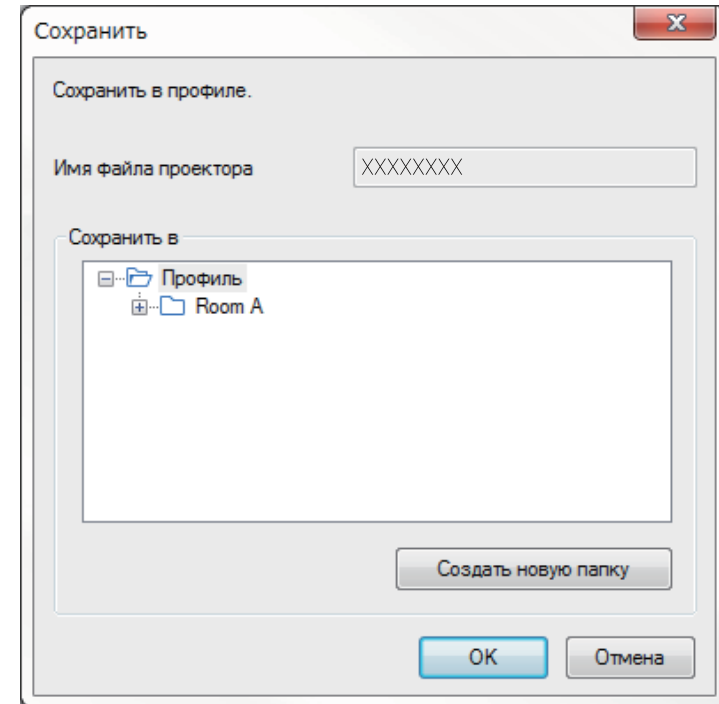 Сохранить
Сохранить в профиле.
Имя файла проектора XXXXXXXX
Сохранить в
Профиль
Room A
Создать новую папку
OK Отмена